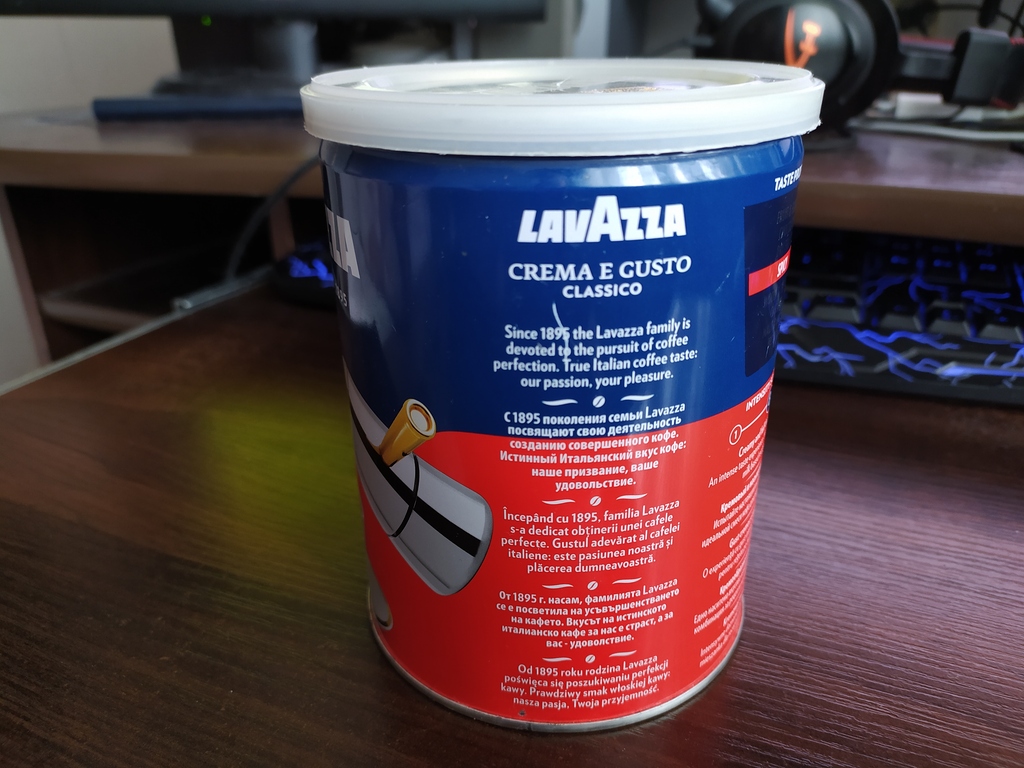 LAVAZZA
CREMA E GUSTO
CLASSICO
Since 1895 the Lavazza family is
devoted to the pursuit of coffee
perfection. True Italian coffee taste:
our passion, your pleasure.
С 1895 поколения семьи Lavazza
посвящают свою деятельность
созданию совершенного кофе.
Истинный Итальянский вкус кофе:
наше призвание, ваше
удовольствие.
Începând cu 1895, familia Lavazza
s-a dedicat obținerii unei cafele
perfecte. Gustul adevărat al cafelei
italiene: este pasiunea noastră și
plăcerea dumneavoastră.
От 1895 г. насам, фамилията Lavazza
се е посветила на усъвършенстването
на кафето. Вкусът на истинското
италианско кафе за нас е страст, а за
вас - удоволствие.
Od 1895 roku rodzina Lavazza
poświęca się poszukiwaniu perfekcji
kawy. Prawdziwy smak włoskiej kawy:
nasza pasja, Twoja przyjemność.
ZZA
TASTE
1
An intense taste